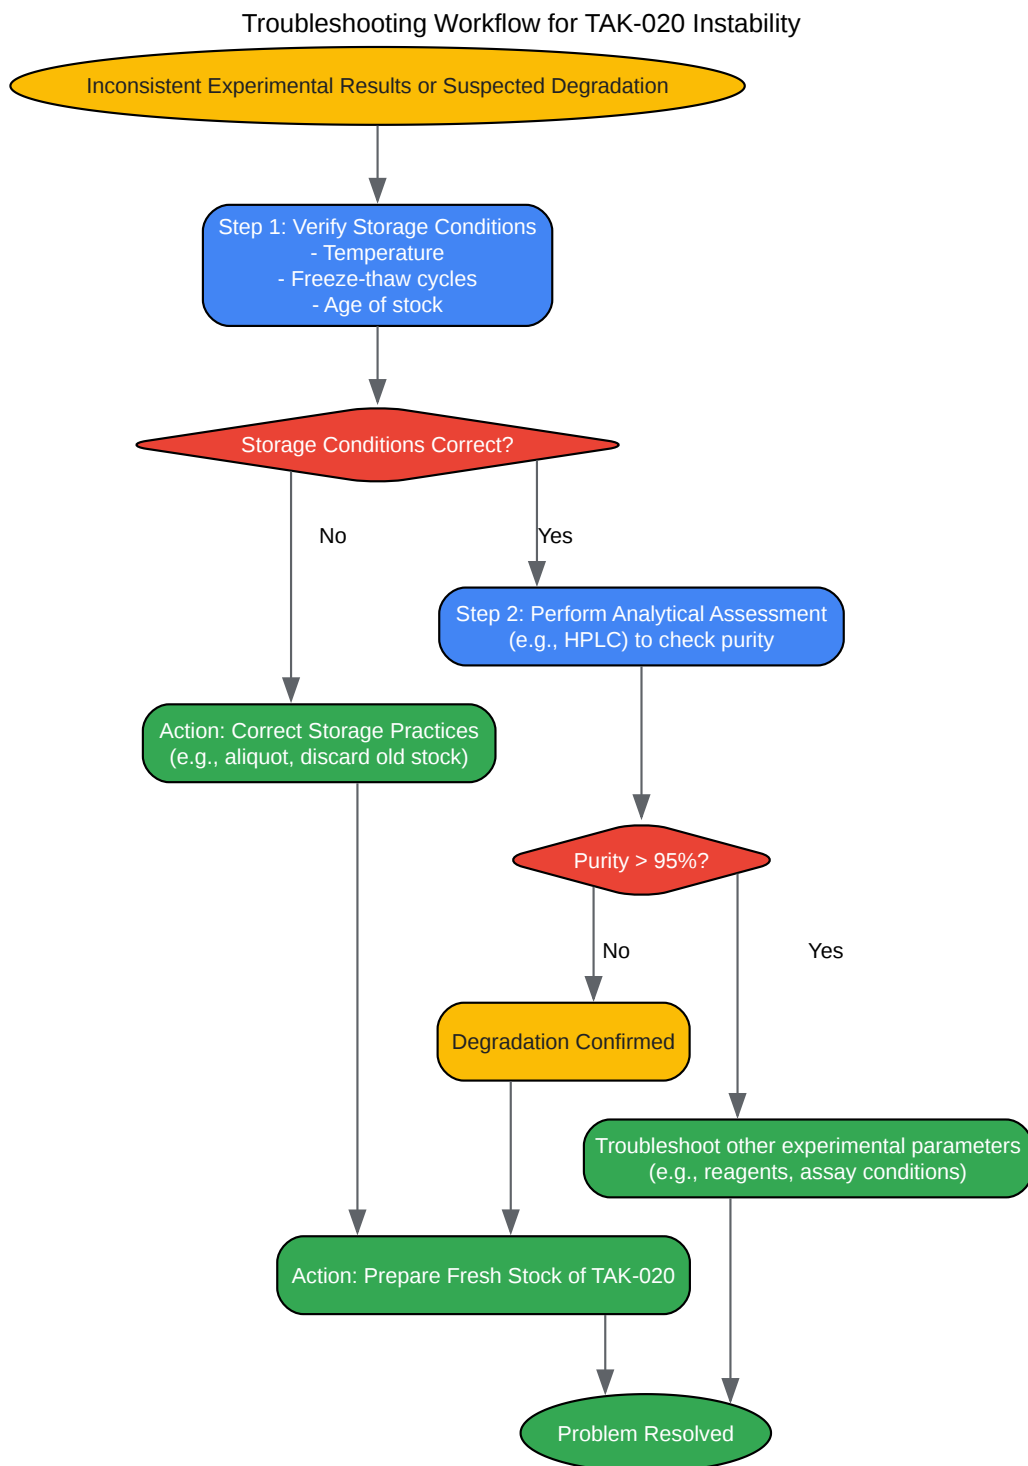 Troubleshooting Workflow for TAK-020 Instability
Inconsistent Experimental Results or Suspected Degradation
Step 1: Verify Storage Conditions
- Temperature
- Freeze-thaw cycles
- Age of stock
Storage Conditions Correct?
No
Yes
Step 2: Perform Analytical Assessment
(e.g., HPLC) to check purity
Action: Correct Storage Practices
(e.g., aliquot, discard old stock)
Purity > 95%?
No
Yes
Degradation Confirmed
Troubleshoot other experimental parameters
(e.g., reagents, assay conditions)
Action: Prepare Fresh Stock of TAK-020
Problem Resolved